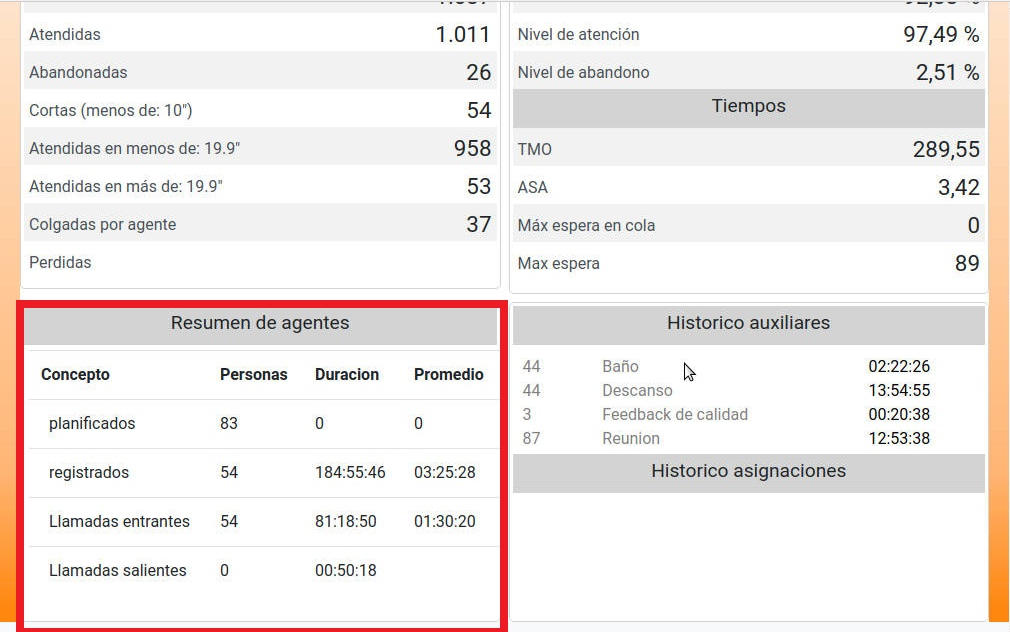 Atendidas 1.011
Abandonadas 26
Cortas (menos de: 10") 54
Atendidas en menos de: 19.9" 958
Atendidas en más de: 19.9" 53
Colgadas por agente 37
Perdidas
Nivel de atención 97,49 %
Nivel de abandono 2,51 %
Tiempos
TMO 289,55
ASA 3,42
Máx espera en cola 0
Max espera 89
Resumen de agentes
Concepto Personas Duracion Promedio
planificados 83 0 0
registrados 54 184:55:46 03:25:28
Llamadas entrantes 54 81:18:50 01:30:20
Llamadas salientes 0 00:50:18
Historico auxiliares
44 Baño 02:22:26
44 Descanso 13:54:55
3 Feedback de calidad 00:20:38
87 Reunion 12:53:38
Historico asignaciones